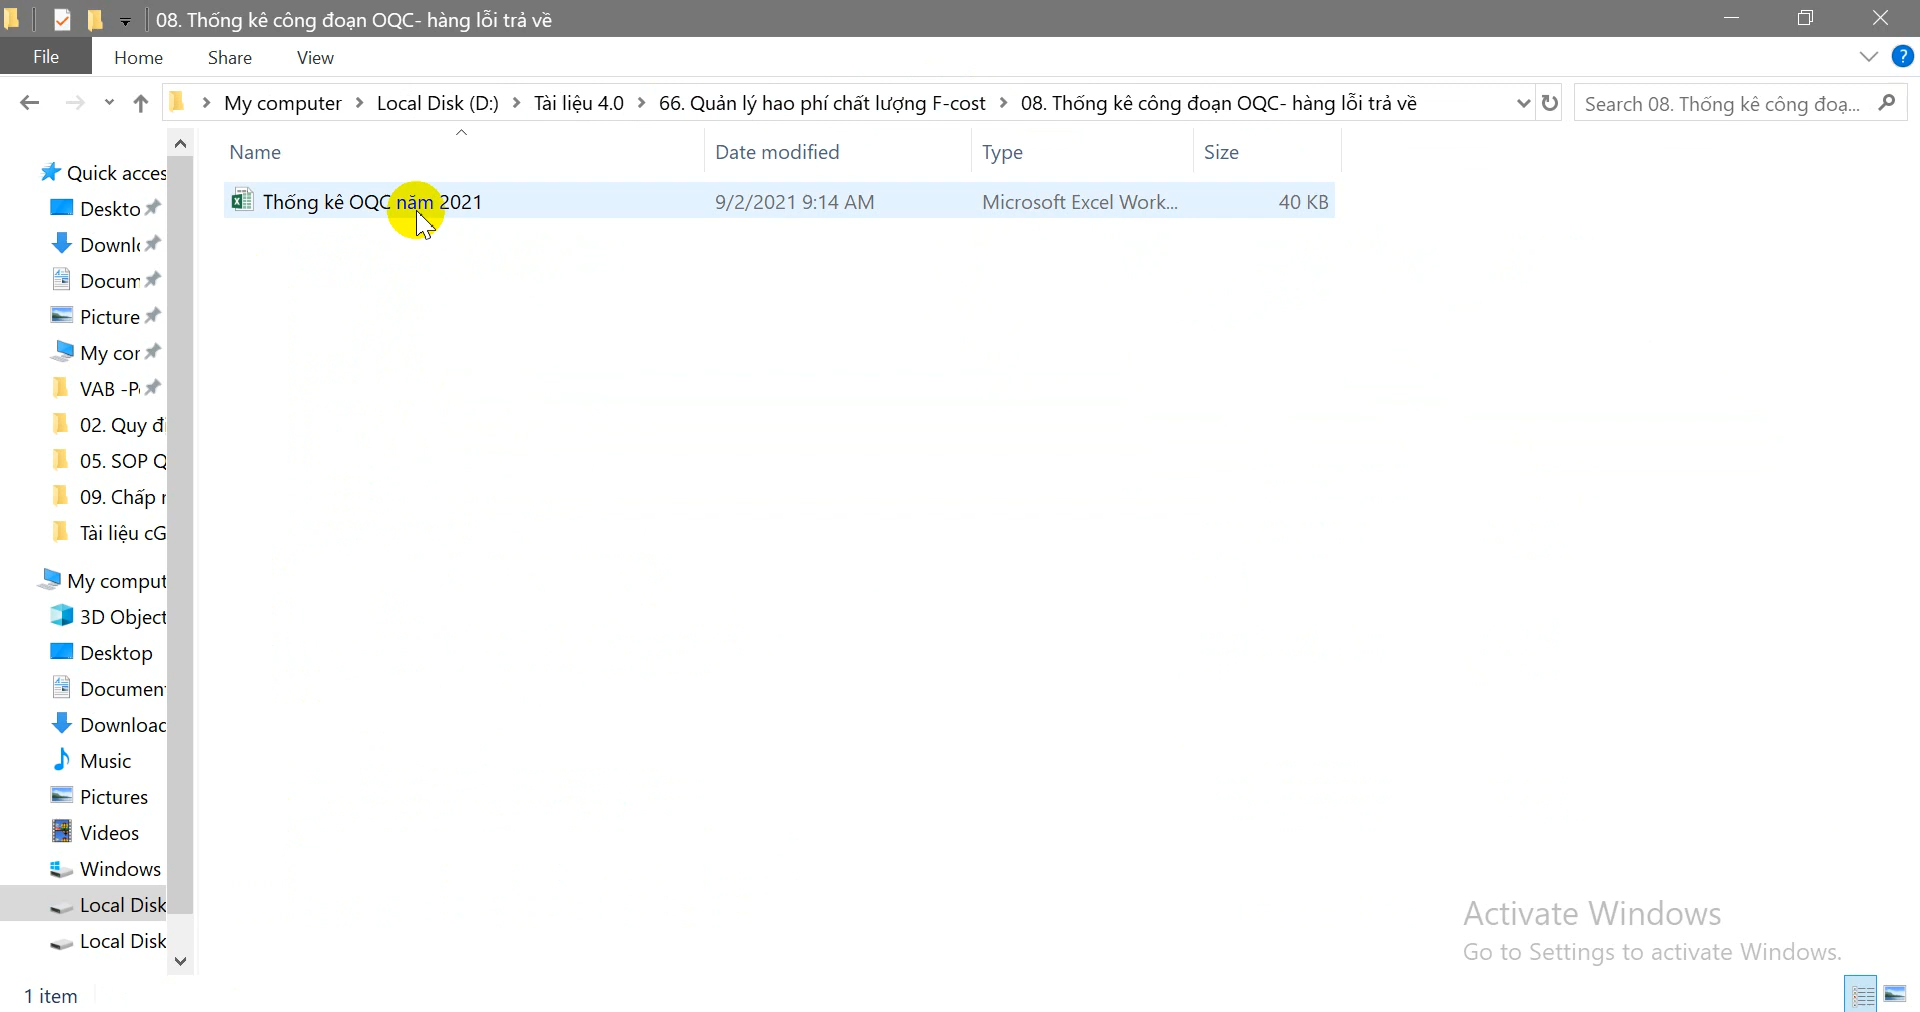 08. Thống kê công đoạn OQC- hàng lỗi trả về
File Home Share View
My computer Local Disk (D:) Tài liệu 4.0 66. Quản lý hao phí chất lượng F-cost 08. Thống kê công đoạn OQC- hàng lỗi trả về
Search 08. Thống kê công đoạ...
Name Date modified Type Size
Thống kê OQC năm 2021 9/2/2021 9:14 AM Microsoft Excel Work... 40 KB
Quick acces
Deskto
Downl
Docum
Picture
My cor
VAB -P
02. Quy đ
05. SOP Q
09. Chấp
Tài liệu cG
My comput
3D Object
Desktop
Documen
Downloac
Music
Pictures
Videos
Windows
Local Disk
Local Disk
Activate Windows
Go to Settings to activate Windows.
1 item